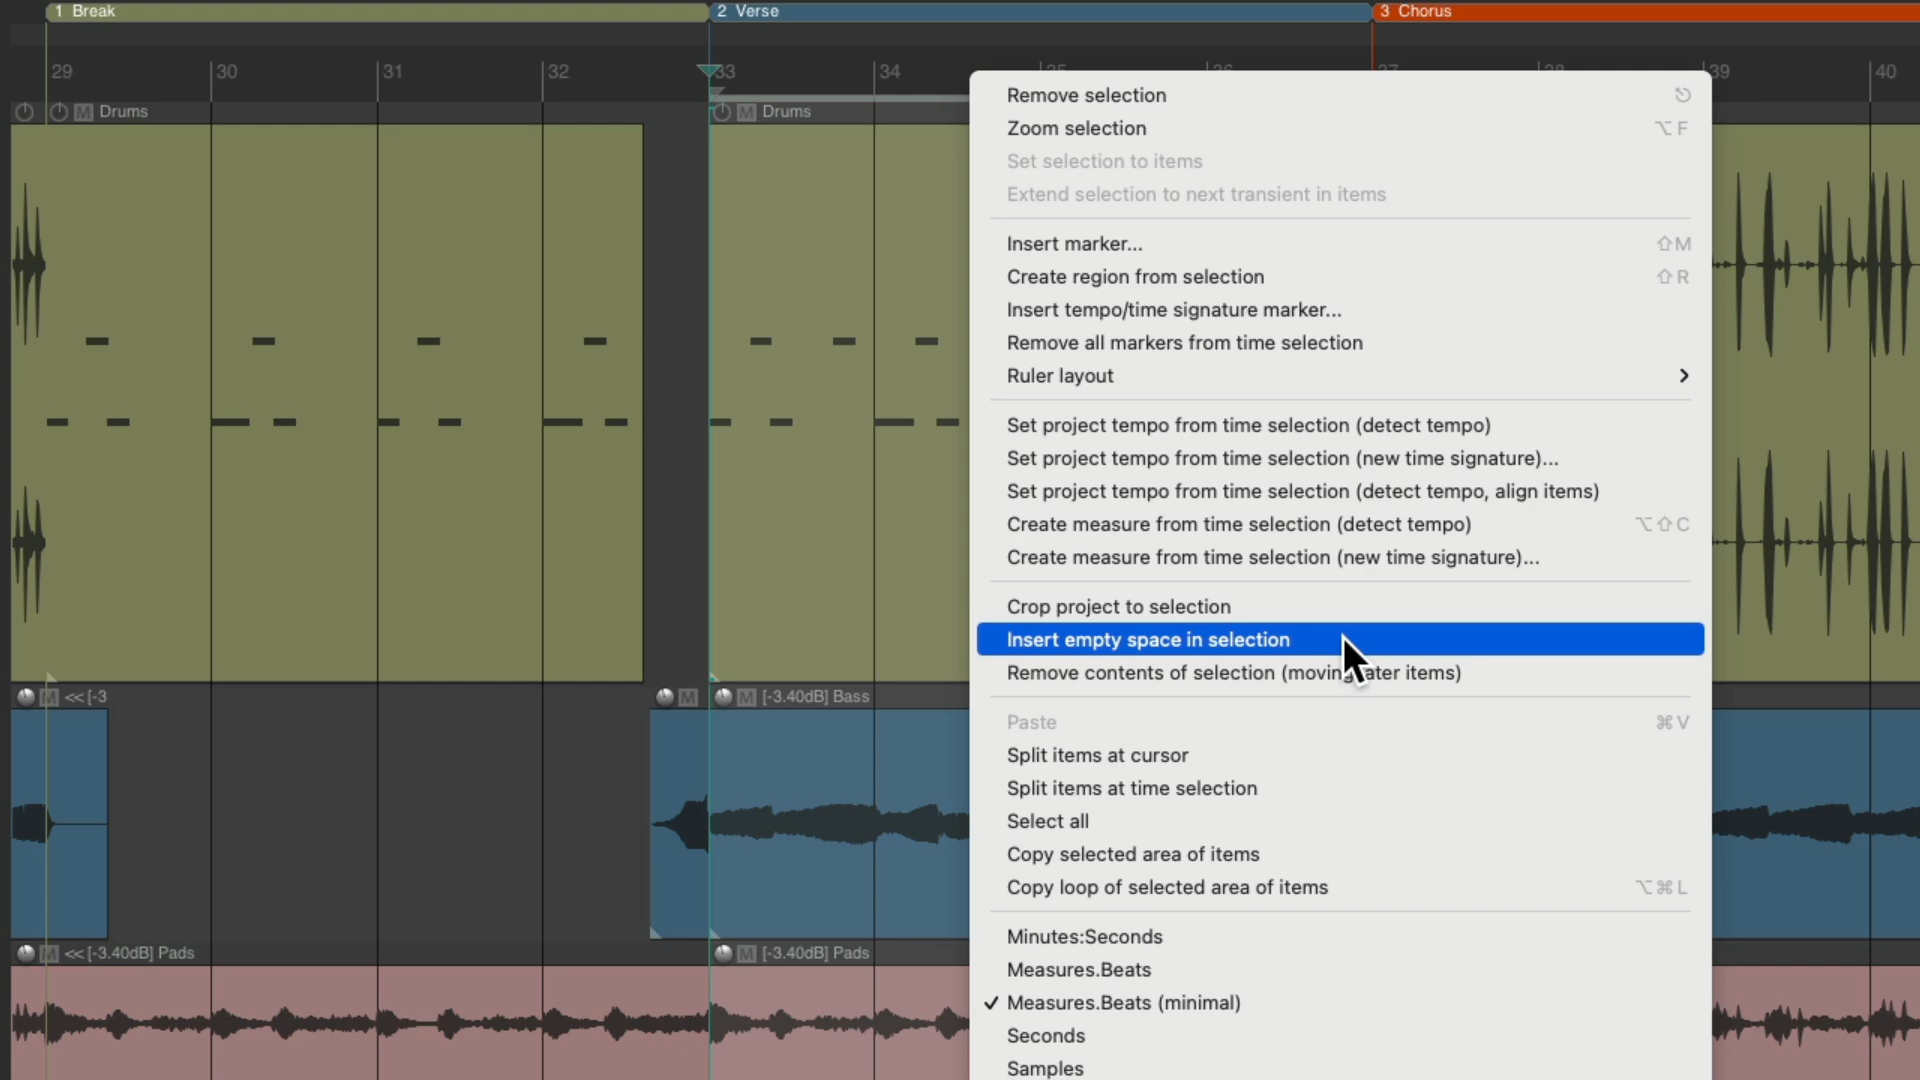 1 Break
2 Verse
3 Chorus
29
30
31
32
33
34
35
36
37
38
39
40
M Drums
M Drums
Remove selection
Zoom selection ⌥F
Set selection to items
Extend selection to next transient in items
Insert marker... ⇧M
Create region from selection ⇧R
Insert tempo/time signature marker...
Remove all markers from time selection
Ruler layout
Set project tempo from time selection (detect tempo)
Set project tempo from time selection (new time signature)...
Set project tempo from time selection (detect tempo, align items)
Create measure from time selection (detect tempo) ⌥⇧C
Create measure from time selection (new time signature)...
Crop project to selection
Insert empty space in selection
Remove contents of selection (moving later items)
M <<[-3
M
M [-3.40dB] Bass
Paste ⌘V
Split items at cursor
Split items at time selection
Select all
Copy selected area of items
Copy loop of selected area of items ⌥⌘L
M <<[-3.40dB] Pads
M [-3.40dB] Pads
Minutes:Seconds
Measures.Beats
✓ Measures.Beats (minimal)
Seconds
Samples